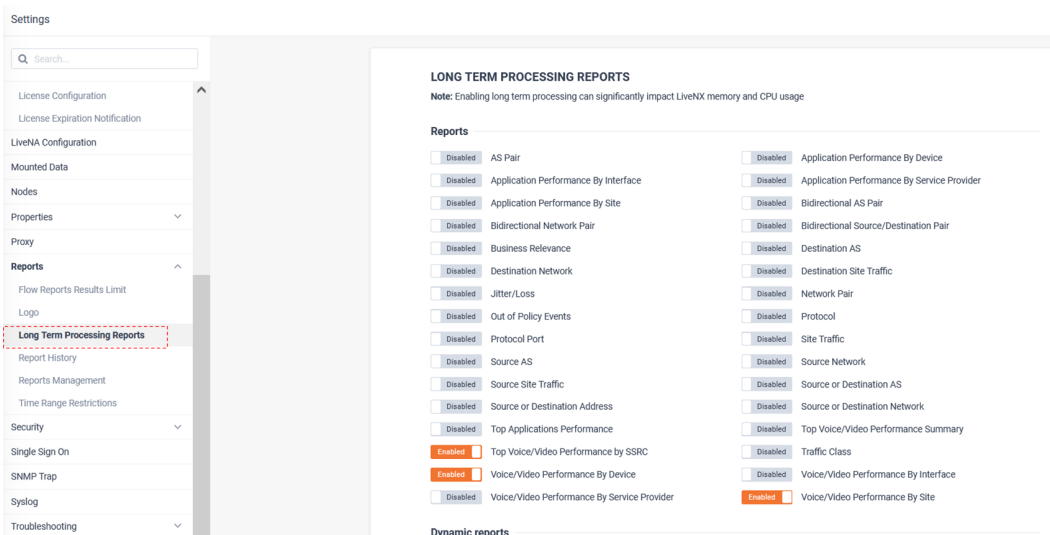 Settings
Search...
License Configuration
License Expiration Notification
LiveNA Configuration
Mounted Data
Nodes
Properties
Proxy
Reports
Flow Reports Results Limit
Logo
Long Term Processing Reports
Report History
Reports Management
Time Range Restrictions
Security
Single Sign On
SNMP Trap
Syslog
Troubleshooting
LONG TERM PROCESSING REPORTS
Note: Enabling long term processing can significantly impact LiveNX memory and CPU usage
Reports
Disabled AS Pair Disabled Application Performance By Device
Disabled Application Performance By Interface Disabled Application Performance By Service Provider
Disabled Application Performance By Site Disabled Bidirectional AS Pair
Disabled Bidirectional Network Pair Disabled Bidirectional Source/Destination Pair
Disabled Business Relevance Disabled Destination AS
Disabled Destination Network Disabled Destination Site Traffic
Disabled Jitter/Loss Disabled Network Pair
Disabled Out of Policy Events Disabled Protocol
Disabled Protocol Port Disabled Site Traffic
Disabled Source AS Disabled Source Network
Disabled Source Site Traffic Disabled Source or Destination AS
Disabled Source or Destination Address Disabled Source or Destination Network
Disabled Top Applications Performance Disabled Top Voice/Video Performance Summary
Enabled Top Voice/Video Performance by SSRC Disabled Traffic Class
Enabled Voice/Video Performance By Device Disabled Voice/Video Performance By Interface
Disabled Voice/Video Performance By Service Provider Enabled Voice/Video Performance By Site
Dynamic reports